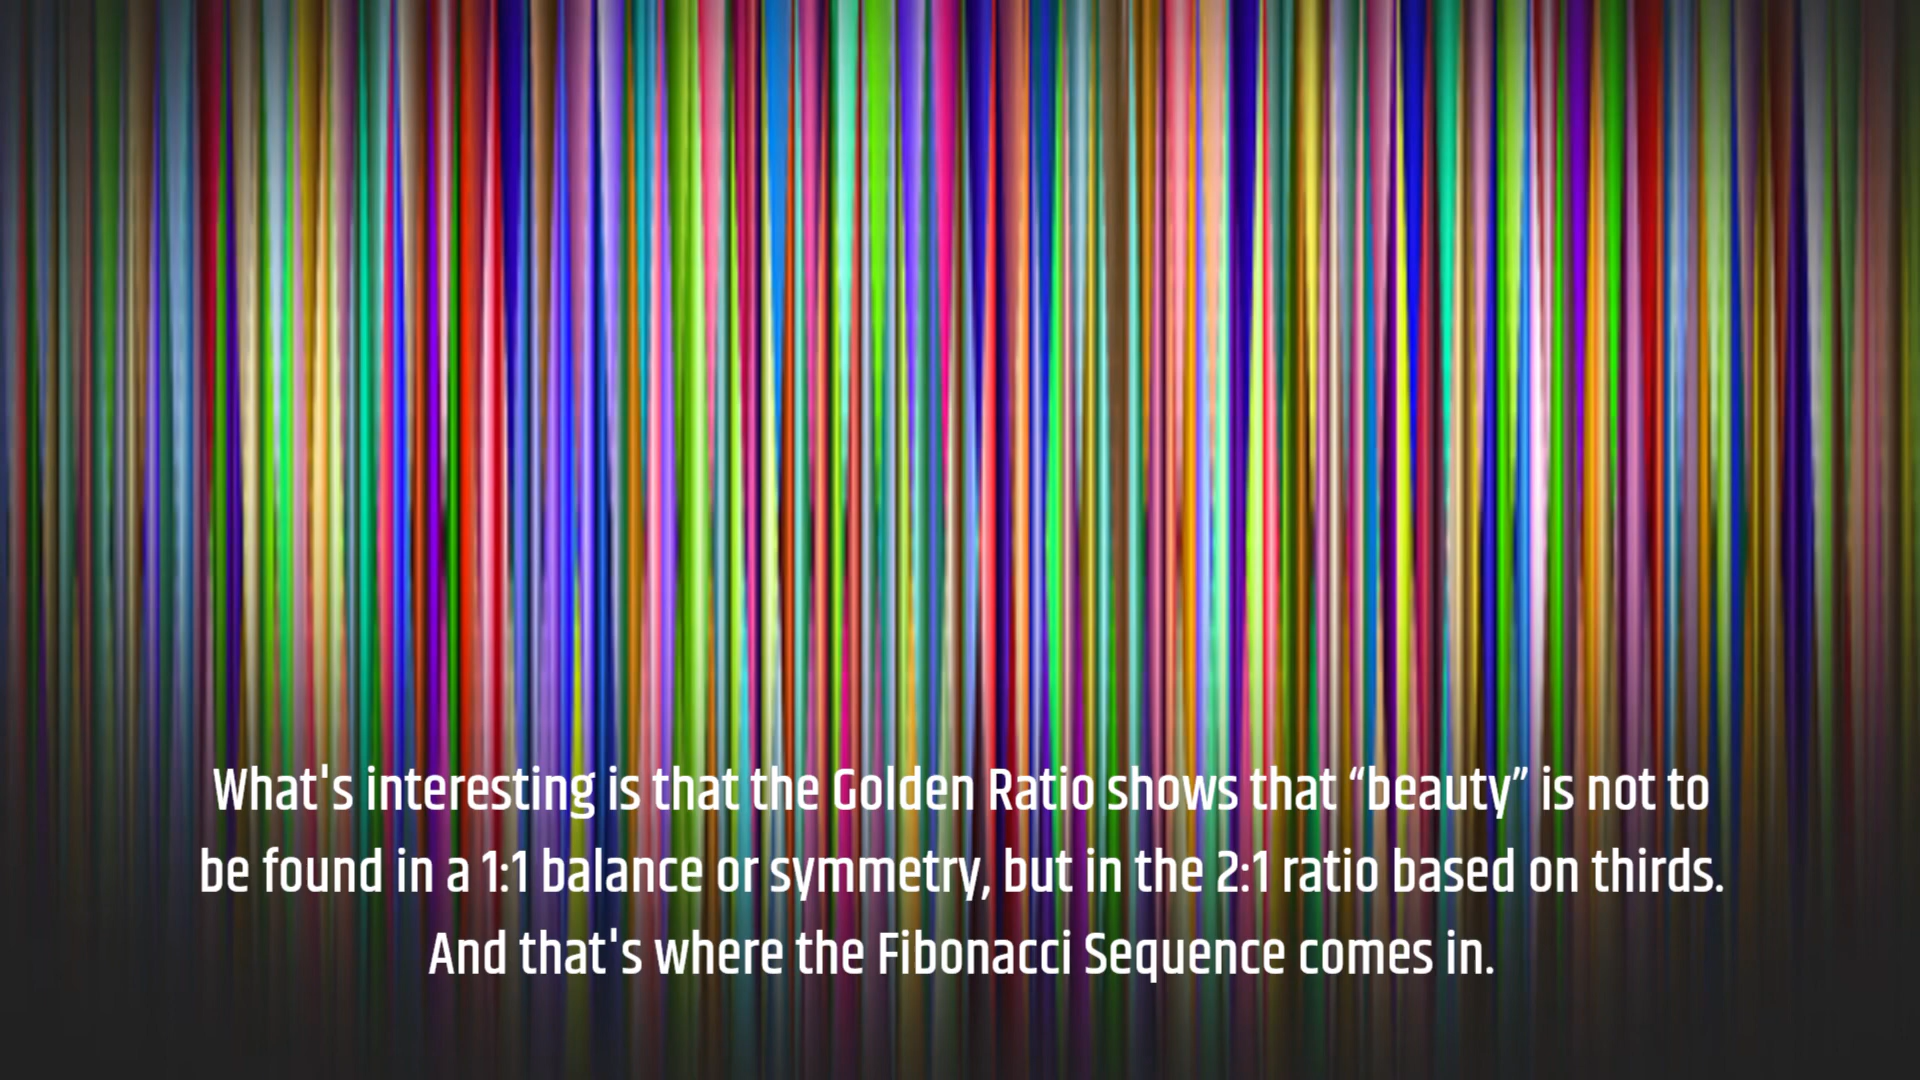 What's interesting is that the Golden Ratio shows that “beauty” is not to
be found in a 1:1 balance or symmetry, but in the 2:1 ratio based on thirds.
And that's where the Fibonacci Sequence comes in.